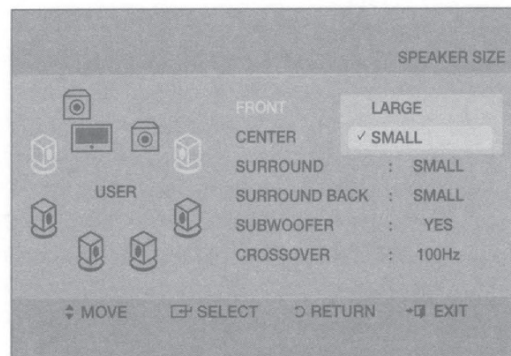 SPEAKER SIZE
FRONT LARGE
CENTER ✓ SMALL
SURROUND : SMALL
USER
SURROUND BACK : SMALL
SUBWOOFER : YES
CROSSOVER : 100Hz
MOVE SELECT RETURN EXIT